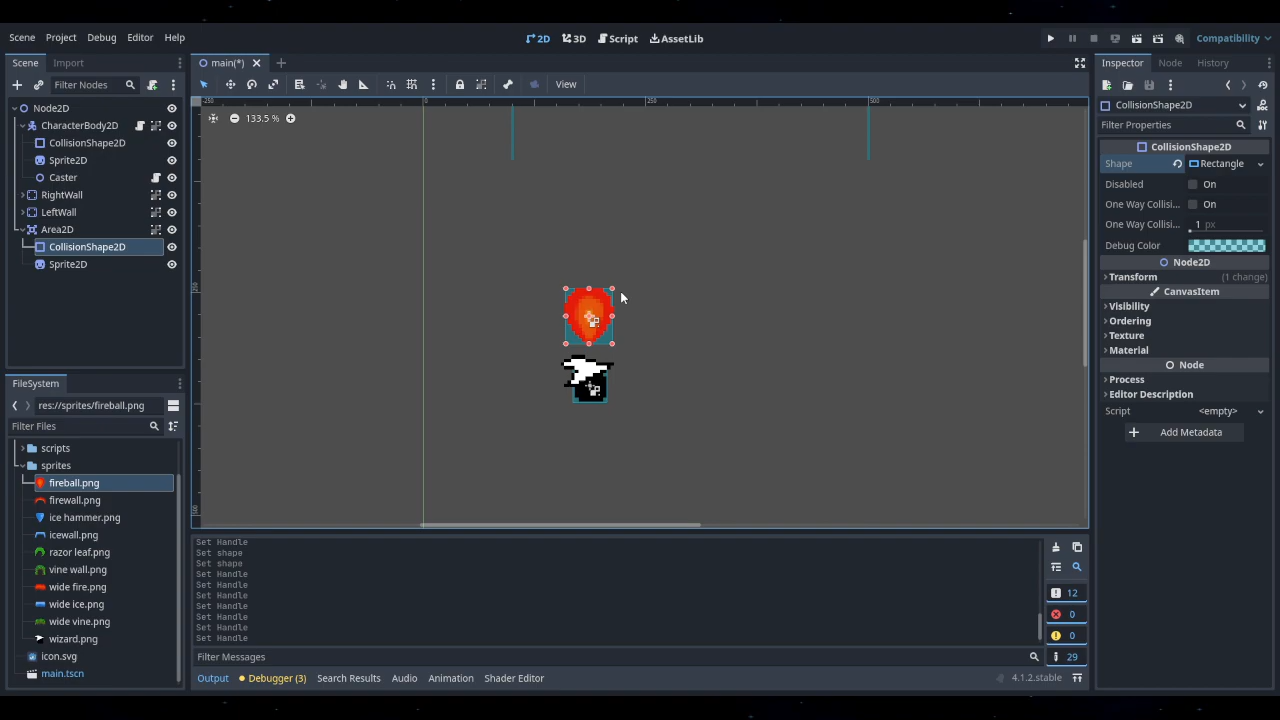 Scene Project Debug Editor Help
2D 3D Script AssetLib
Compatibility
Scene Import
main(*)
Inspector Node History
Filter Nodes
View
CollisionShape2D
Filter Properties
-250 0 250 500
133.5 %
Node2D
CharacterBody2D
CollisionShape2D
Sprite2D
Caster
RightWall
LeftWall
Area2D
CollisionShape2D
Sprite2D
CollisionShape2D
Shape Rectangle
Disabled On
One Way Collisi... On
One Way Collisi... 1 px
Debug Color
Node2D
Transform (1 change)
CanvasItem
Visibility
Ordering
Texture
Material
Node
Process
Editor Description
Script <empty>
Add Metadata
FileSystem
res://sprites/fireball.png
Filter Files
scripts
sprites
fireball.png
firewall.png
ice hammer.png
icewall.png
razor leaf.png
vine wall.png
wide fire.png
wide ice.png
wide vine.png
wizard.png
icon.svg
main.tscn
Set Handle
Set shape
Set shape
Set Handle
Set Handle
Set Handle
Set Handle
Set Handle
Set Handle
Set Handle
12
0
0
29
Filter Messages
Output Debugger (3) Search Results Audio Animation Shader Editor
4.1.2.stable